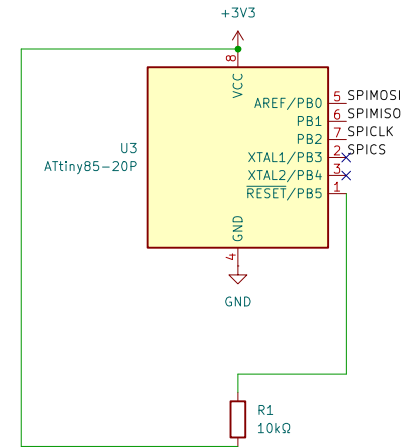 +3V3
8
VCC
AREF/PB0 5 SPIMOSI
PB1 6 SPIMISO
PB2 7 SPICLK
XTAL1/PB3 2 SPICS
XTAL2/PB4 3
RESET/PB5 1
U3
ATtiny85-20P
GND
4
GND
R1
10kΩ